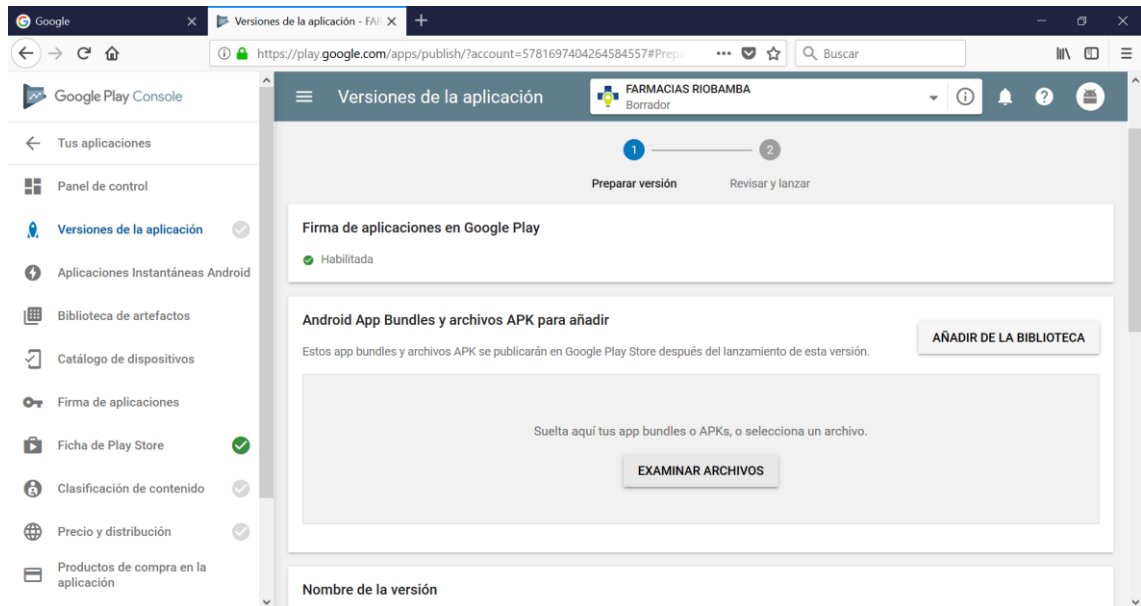 Google
Versiones de la aplicación - FAR
https://play.google.com/apps/publish/?account=5781697404264584557#Prep
Buscar
Google Play Console
Versiones de la aplicación
FARMACIAS RIOBAMBA
Borrador
Tus aplicaciones
Panel de control
Versiones de la aplicación
Aplicaciones Instantáneas Android
Biblioteca de artefactos
Catálogo de dispositivos
Firma de aplicaciones
Ficha de Play Store
Clasificación de contenido
Precio y distribución
Productos de compra en la
aplicación
1
2
Preparar versión
Revisar y lanzar
Firma de aplicaciones en Google Play
Habilitada
Android App Bundles y archivos APK para añadir
AÑADIR DE LA BIBLIOTECA
Estos app bundles y archivos APK se publicarán en Google Play Store después del lanzamiento de esta versión.
Suelta aquí tus app bundles o APKs, o selecciona un archivo.
EXAMINAR ARCHIVOS
Nombre de la versión